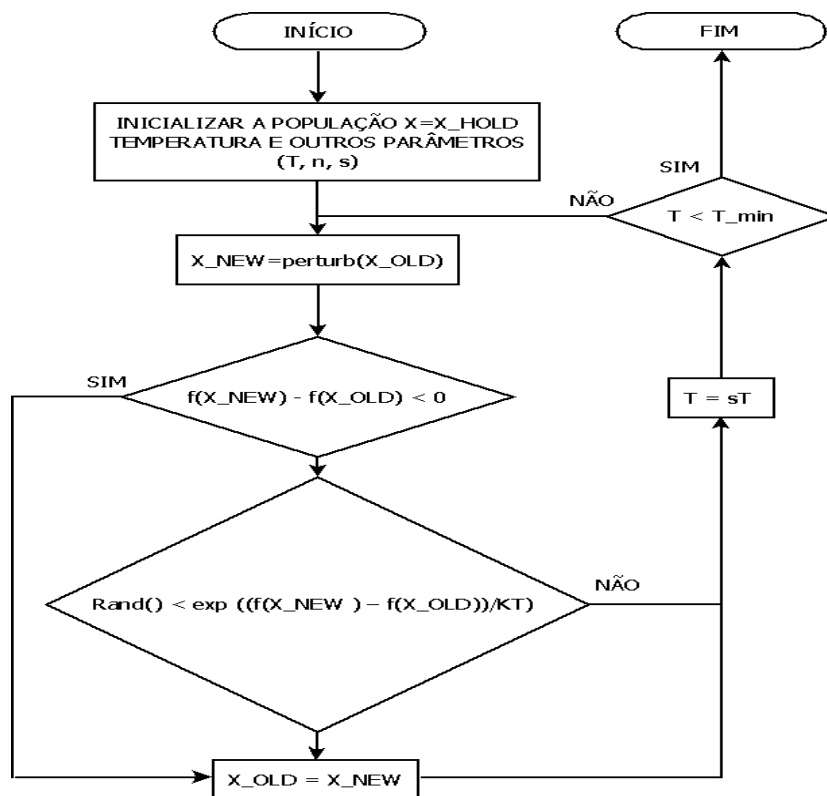 INÍCIO
INICIALIZAR A POPULAÇÃO X=X_HOLD
TEMPERATURA E OUTROS PARÂMETROS
(T, n, s)
X_NEW=perturb(X_OLD)
SIM
f(X_NEW) - f(X_OLD) < 0
Rand() < exp ((f(X_NEW ) – f(X_OLD))/KT)
NÃO
X_OLD = X_NEW
T = sT
NÃO
T < T_min
SIM
FIM